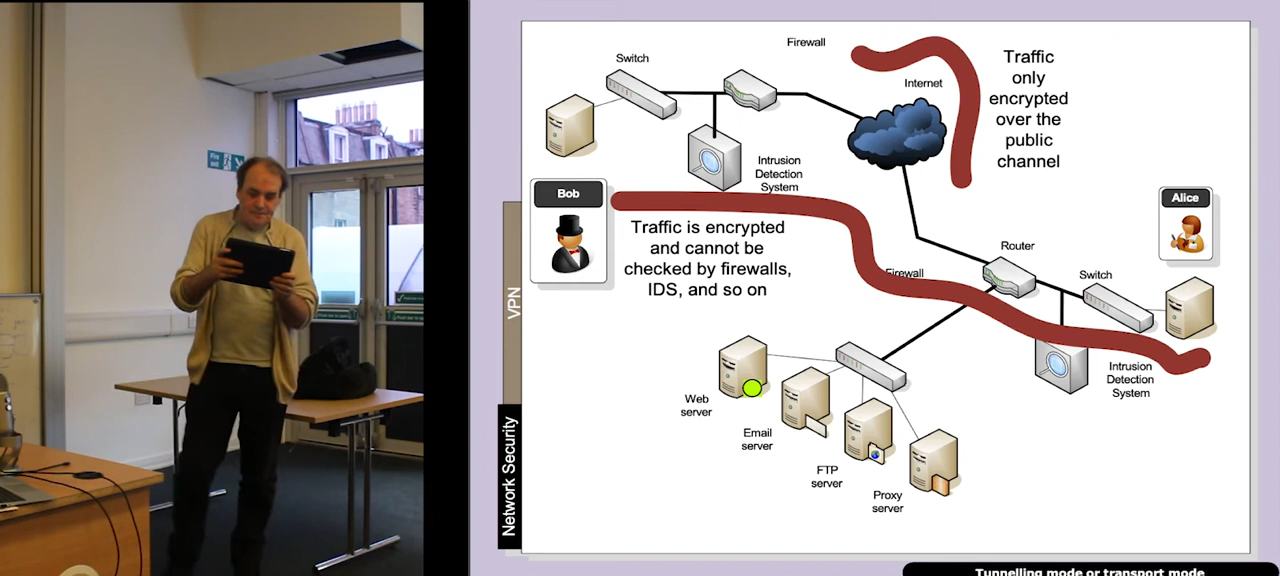 Fire
exit
Switch
Firewall
Internet
Traffic
only
encrypted
over the
public
channel
Intrusion
Detection
System
Bob
Traffic is encrypted
and cannot be
checked by firewalls,
IDS, and so on
Alice
Router
Firewall
Switch
Intrusion
Detection
System
Web
server
Email
server
FTP
server
Proxy
server
VPN
Network Security
Tunnelling mode or transport mode